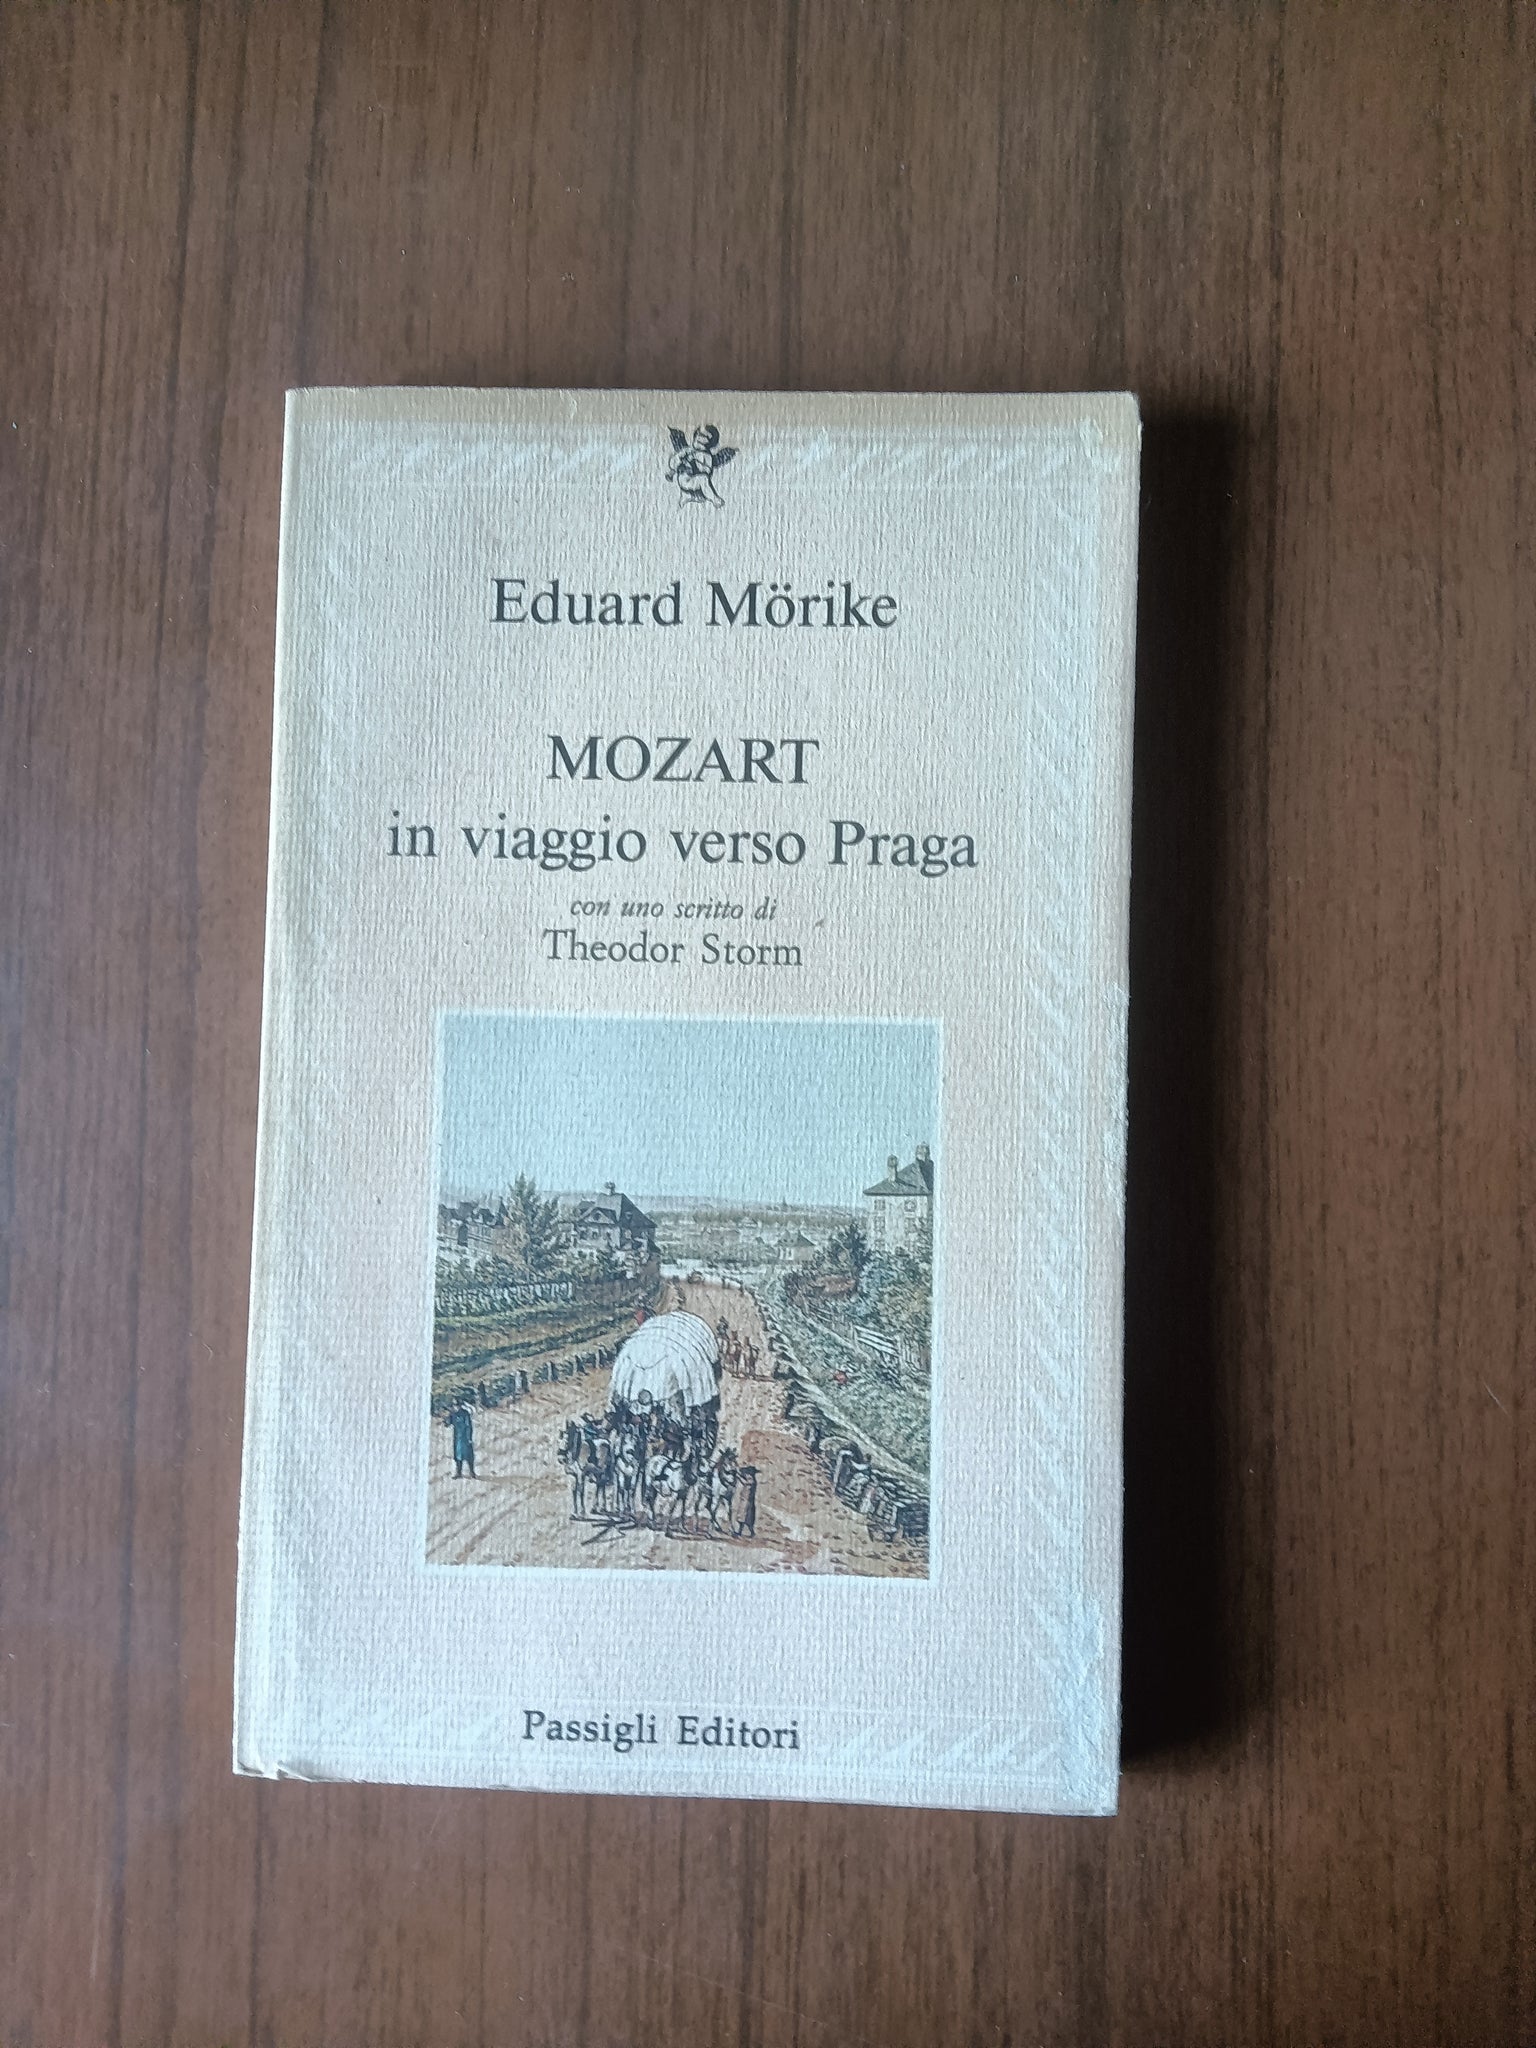 Eduard Mörike
MOZART
in viaggio verso Praga
con uno scritto di
Theodor Storm
Passigli Editori